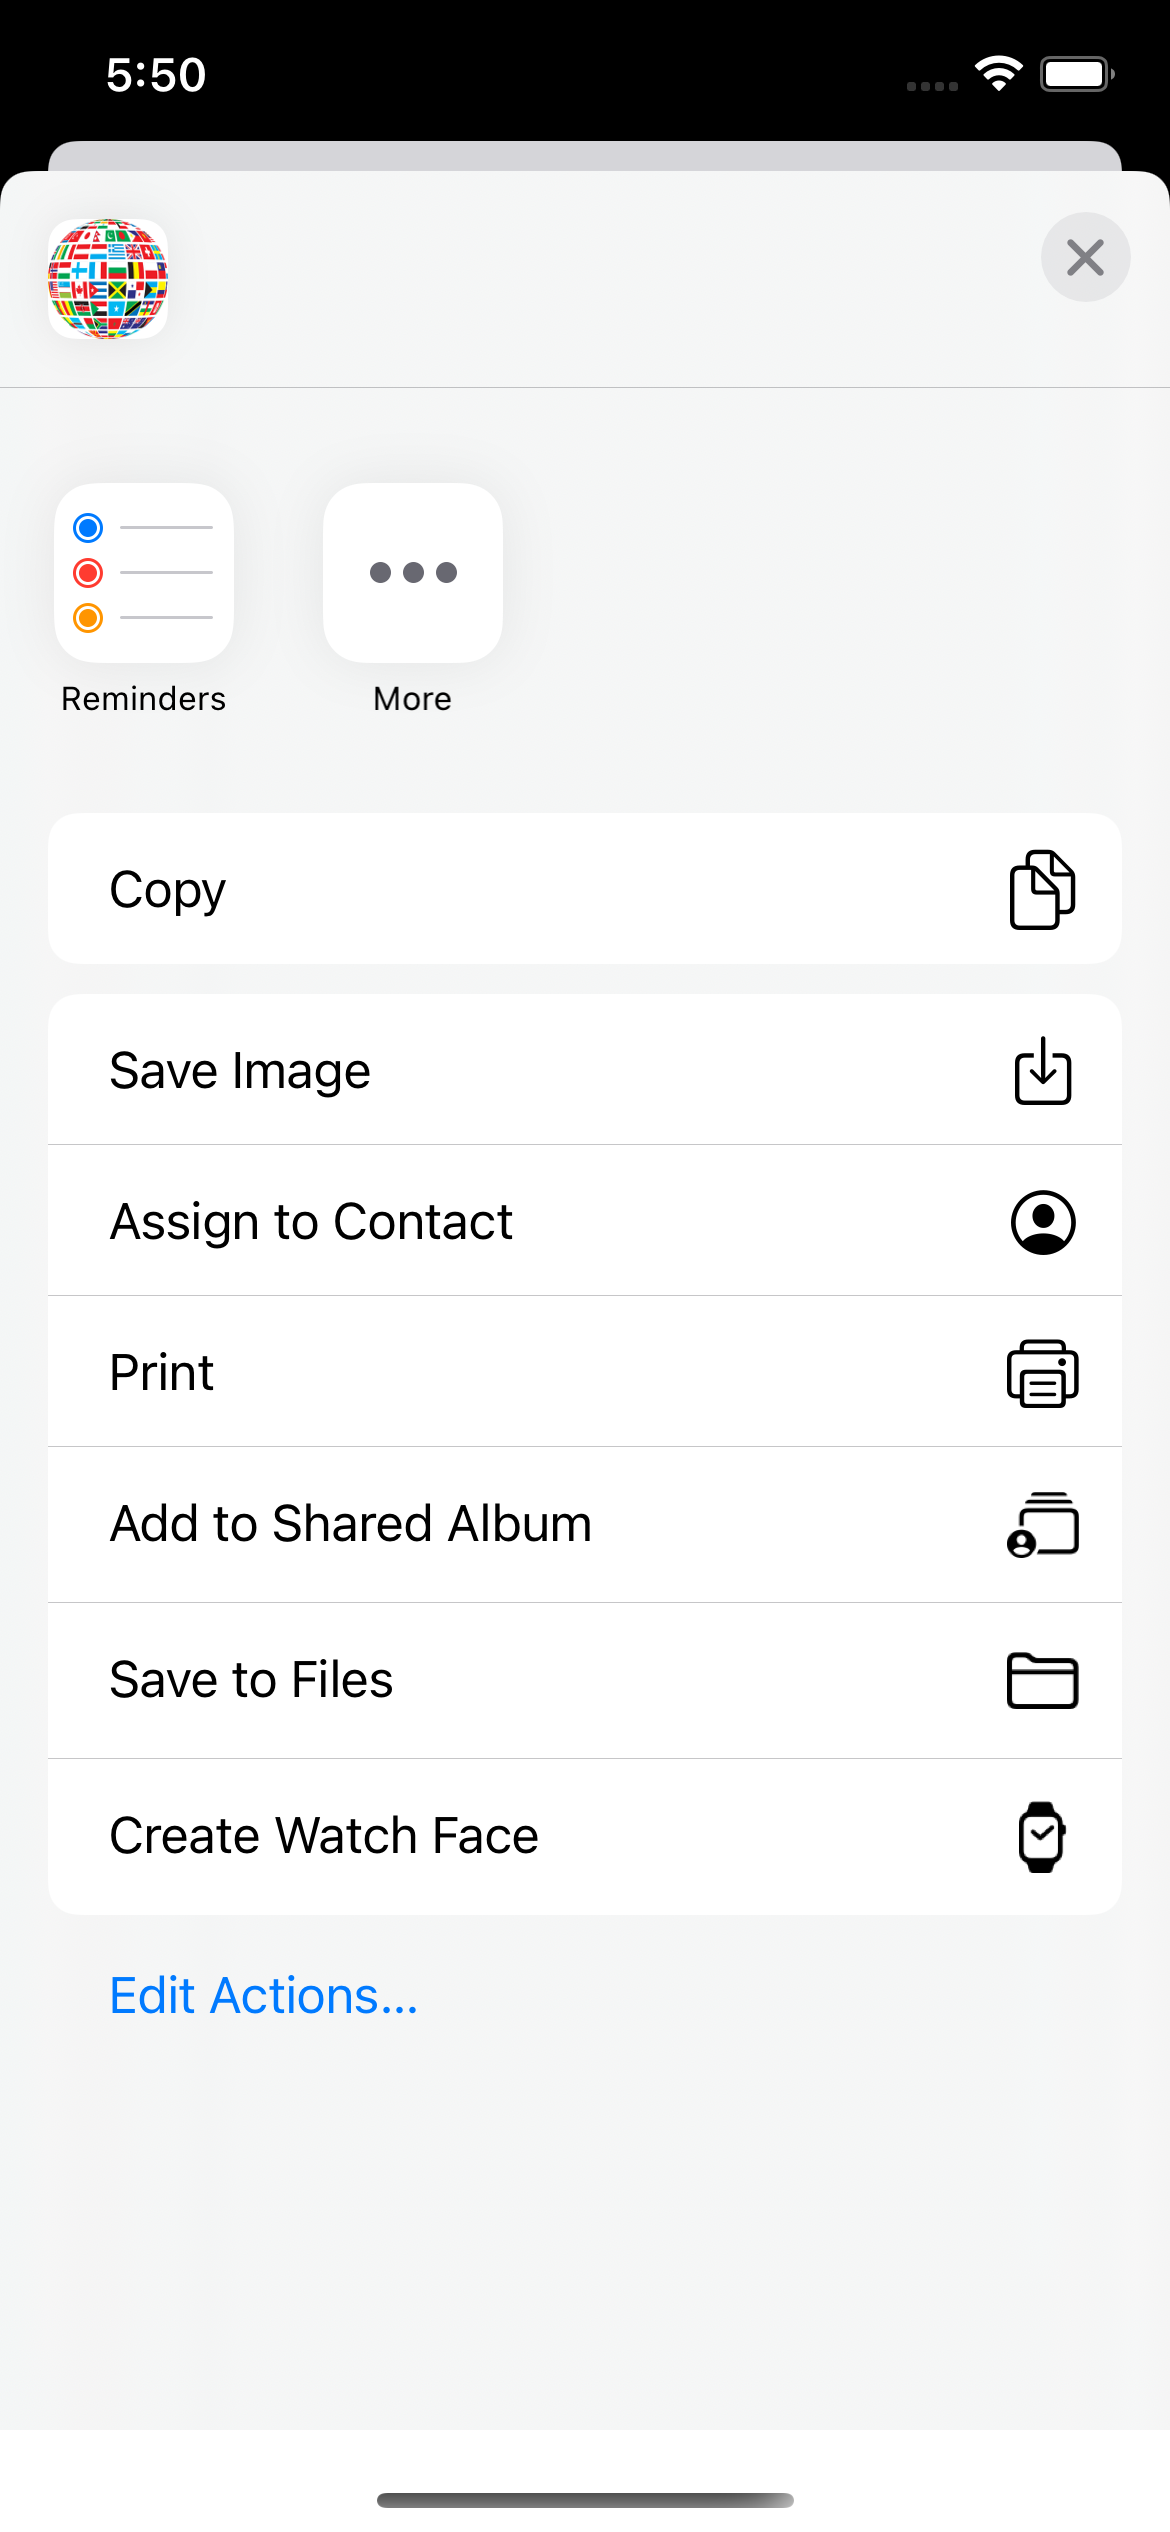 5:50
Reminders
More
Copy
Save Image
Assign to Contact
Print
Add to Shared Album
Save to Files
Create Watch Face
Edit Actions...